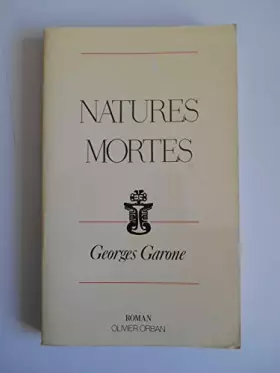 NATURES
MORTES
Georges Garone
ROMAN
OLIVIER ORBAN